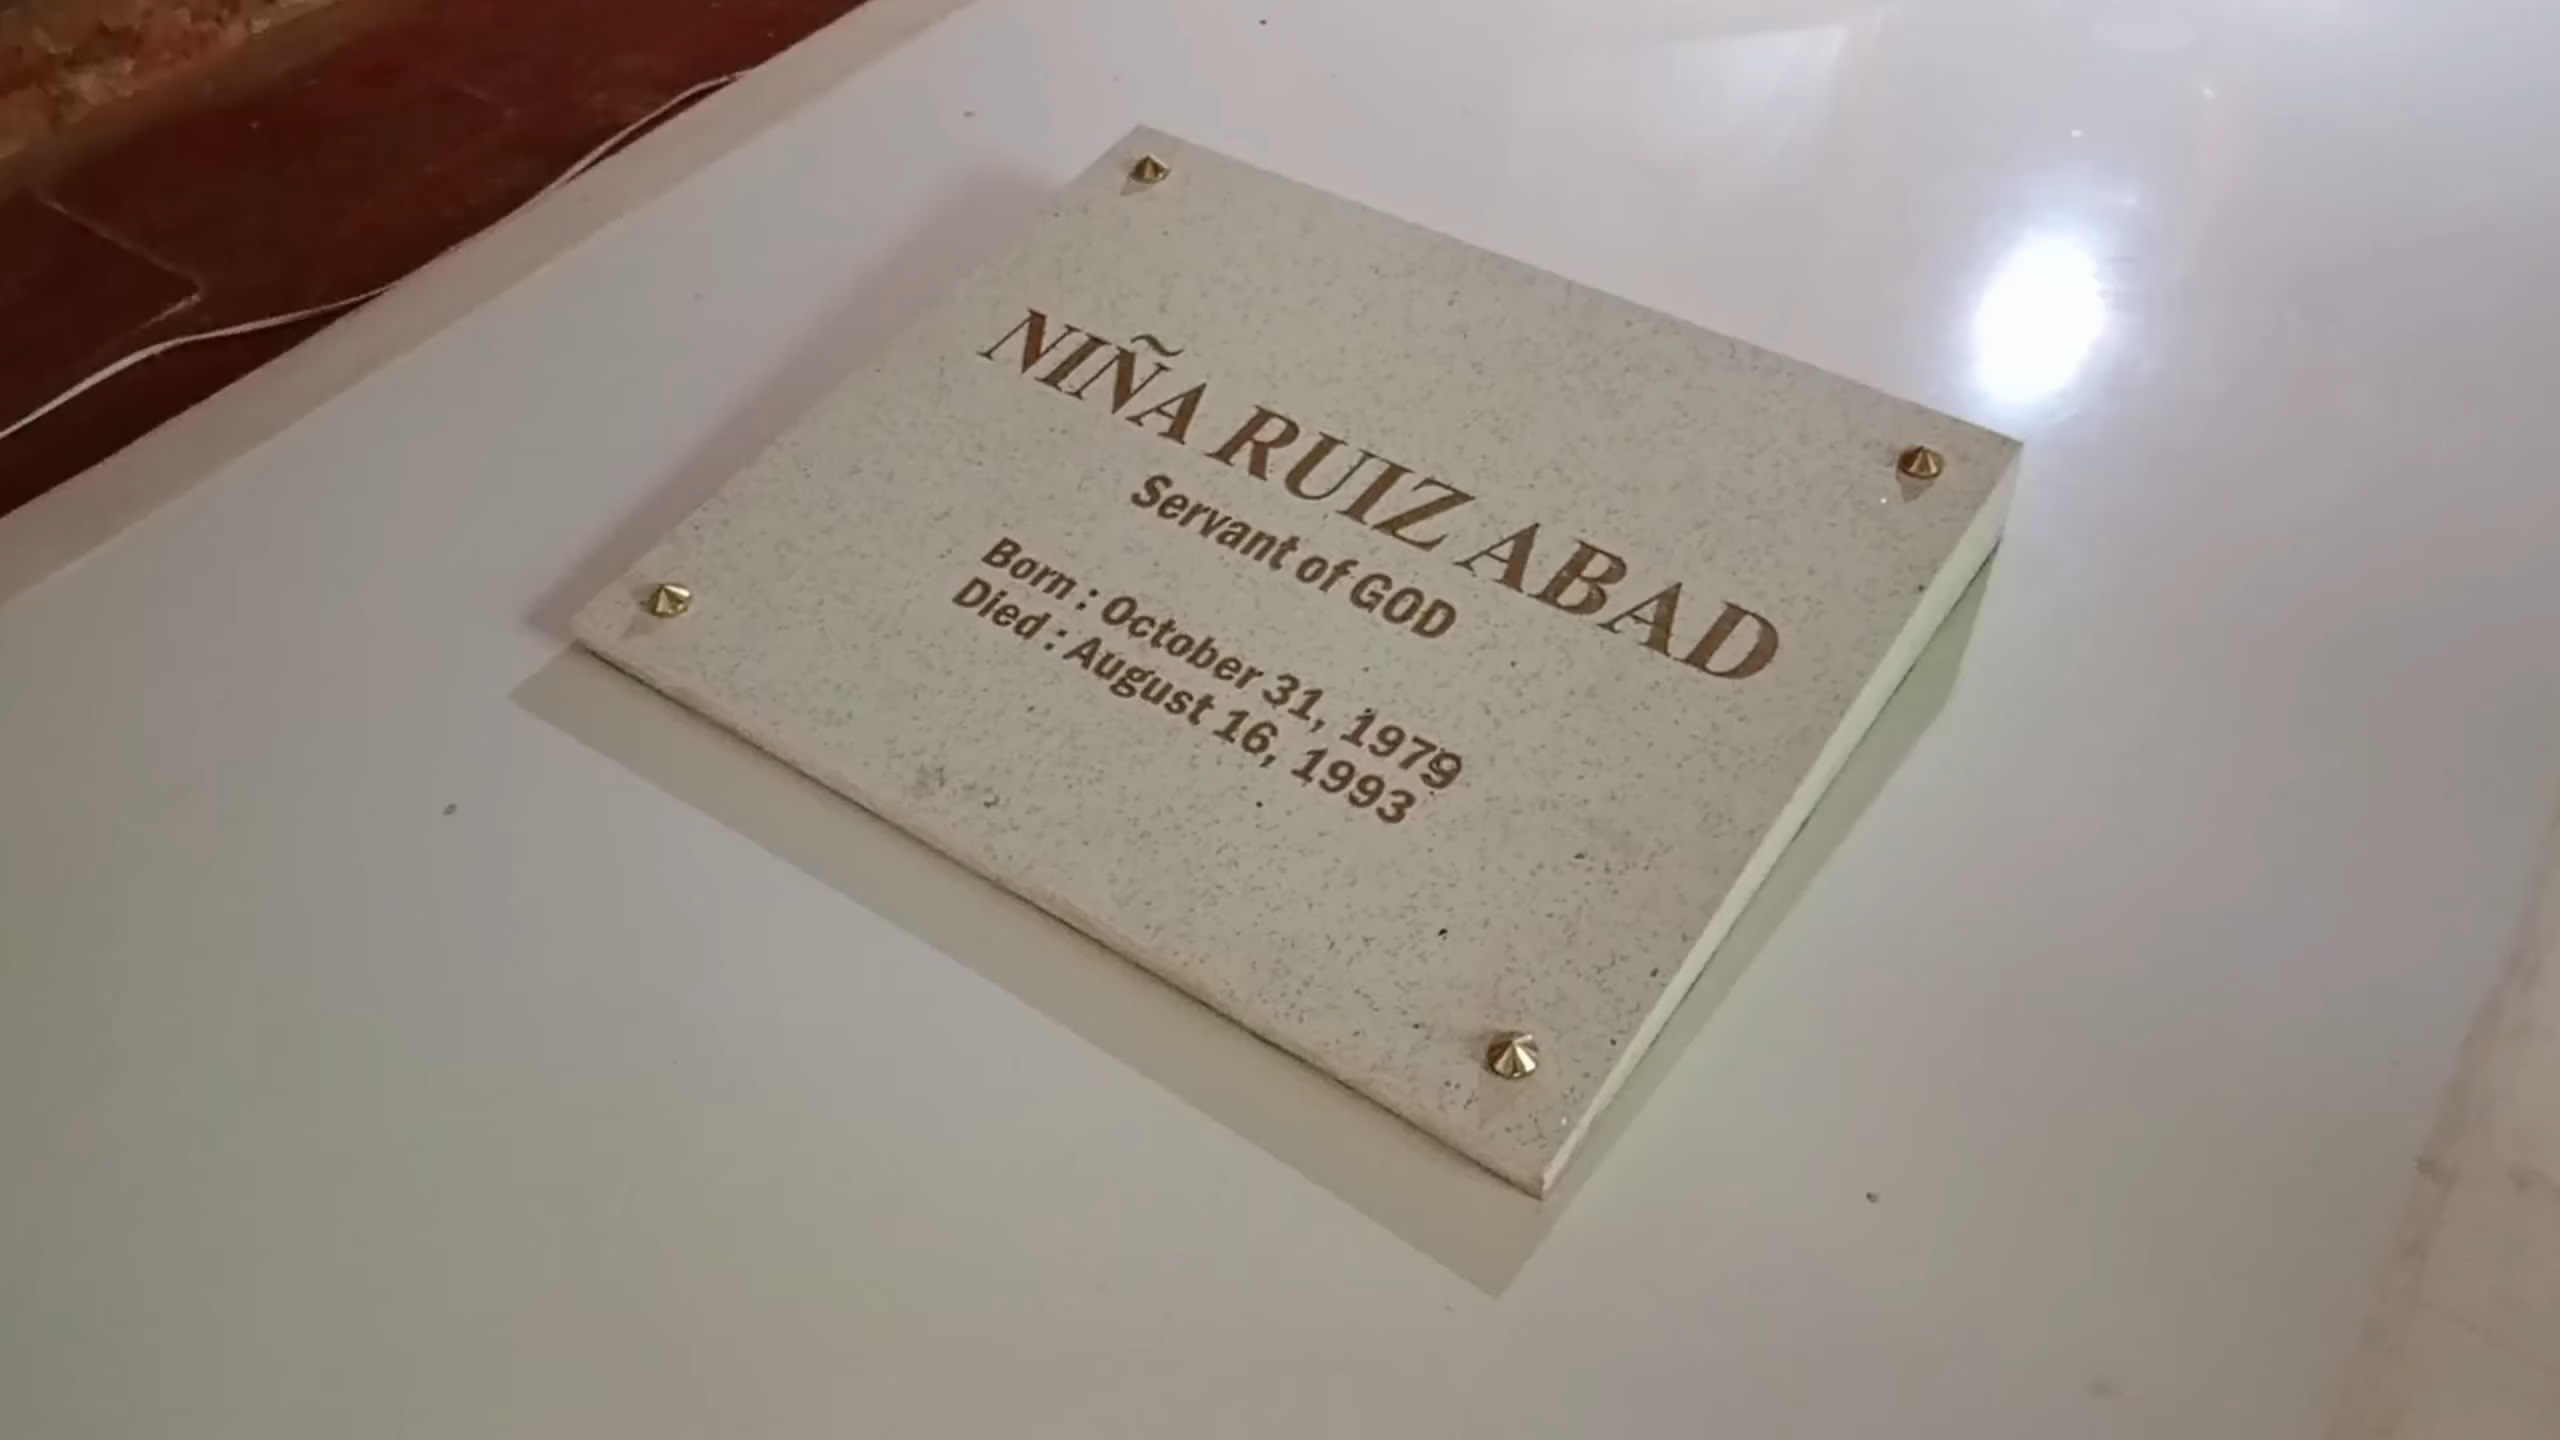 NIÑA RUIZ ABAD
Servant of GOD
Born : October 31, 1979
Died : August 16, 1993